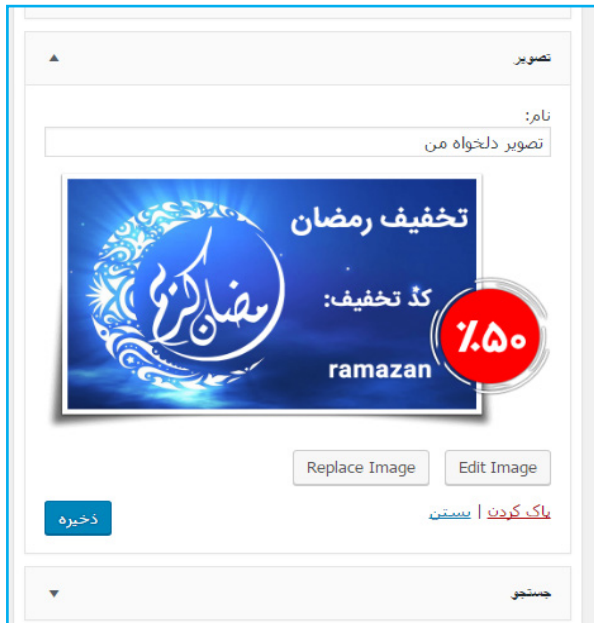 تصویر
نام:
تصویر دلخواه من
تخفیف رمضان
رمضان کریم
کد تخفیف:
٪۵۰
ramazan
Replace Image Edit Image
پاک کردن | بستن
ذخیره
جستجو